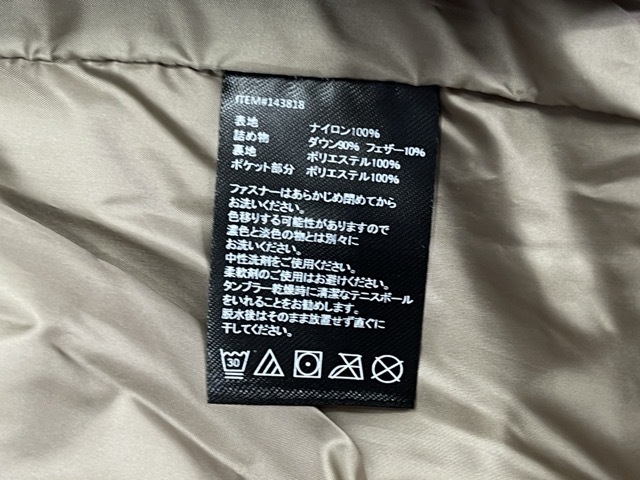 ITEM#143818
表地 ナイロン100%
詰め物 ダウン90% フェザー10%
裏地 ポリエステル100%
ポケット部分 ポリエステル100%
ファスナーはあらかじめ閉めてから
お洗いください。
色移りする可能性がありますので
濃色と淡色の物とは別々に
お洗いください。
中性洗剤をご使用ください。
柔軟剤のご使用はお避けください。
タンブラー乾燥時に清潔なテニスボール
をいれることをお勧めします。
脱水後はそのまま放置せず直ぐに
干してください。
30